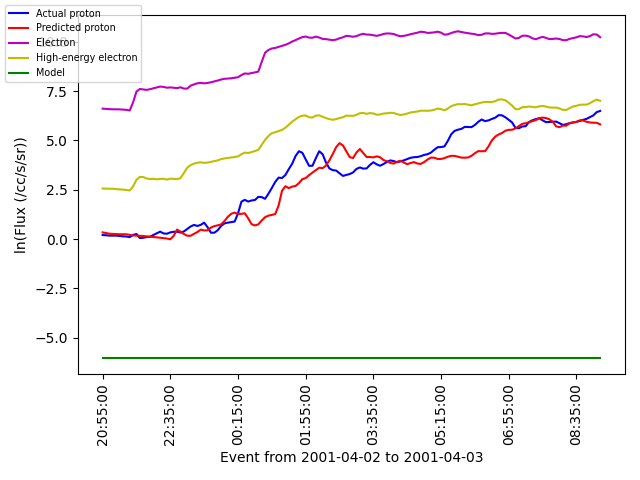 Actual proton
Predicted proton
Electron
High-energy electron
Model
7.5
5.0
2.5
0.0
−2.5
−5.0
ln(Flux (/cc/s/sr))
20:55:00
22:35:00
00:15:00
01:55:00
03:35:00
05:15:00
06:55:00
08:35:00
Event from 2001-04-02 to 2001-04-03